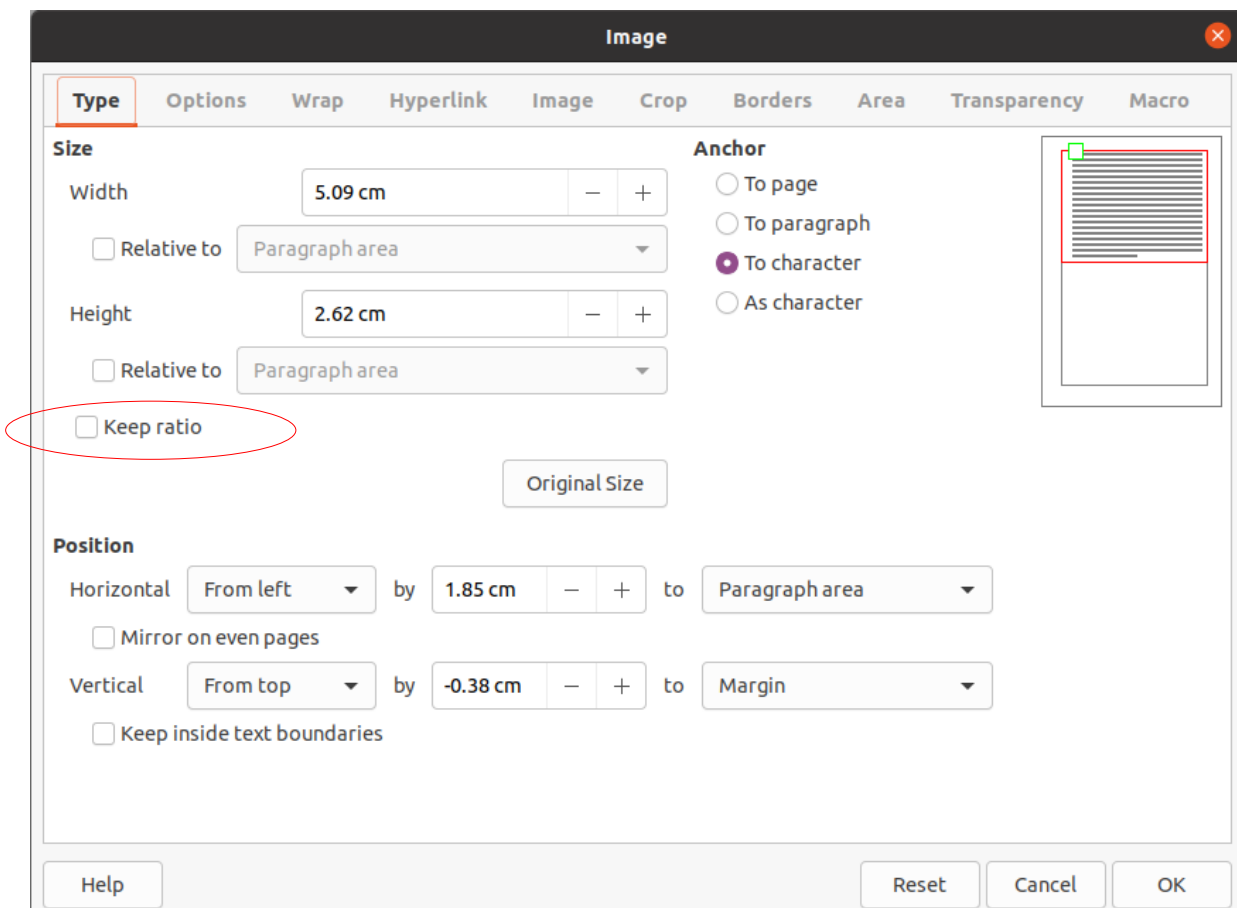 Image
Type Options Wrap Hyperlink Image Crop Borders Area Transparency Macro
Size
Width 5.09 cm
Relative to Paragraph area
Height 2.62 cm
Relative to Paragraph area
Keep ratio
Original Size
Anchor
To page
To paragraph
To character
As character
Position
Horizontal From left by 1.85 cm to Paragraph area
Mirror on even pages
Vertical From top by -0.38 cm to Margin
Keep inside text boundaries
Help Reset Cancel OK